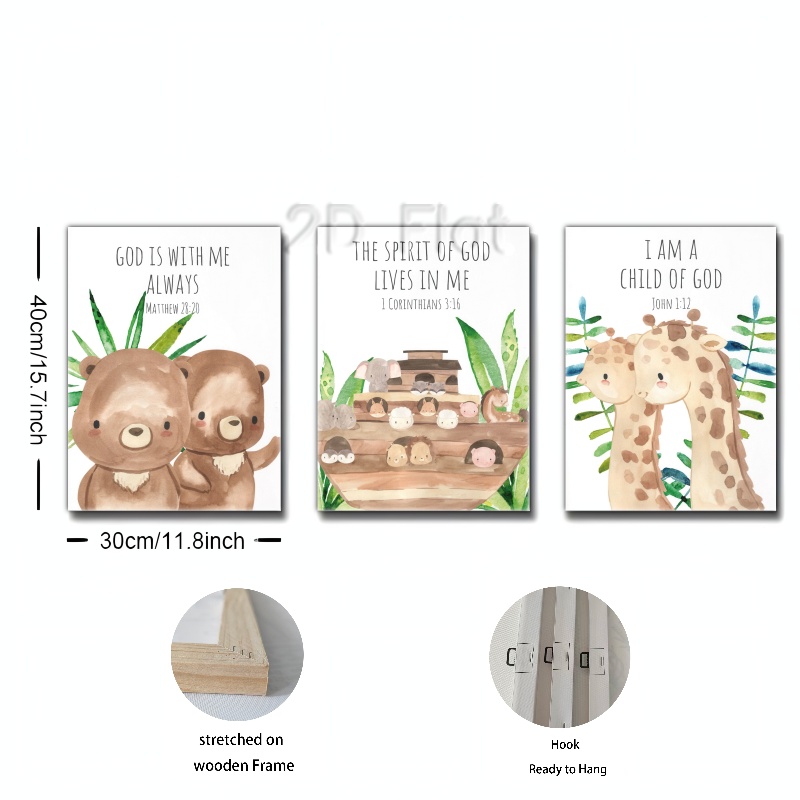 2D Flat
GOD IS WITH ME
ALWAYS
MATTHEW 28:20
THE SPIRIT OF GOD
LIVES IN ME
1 CORINTHIANS 3:16
I AM A
CHILD OF GOD
JOHN 1:12
40cm/15.7inch
30cm/11.8inch
stretched on
wooden Frame
Hook
Ready to Hang